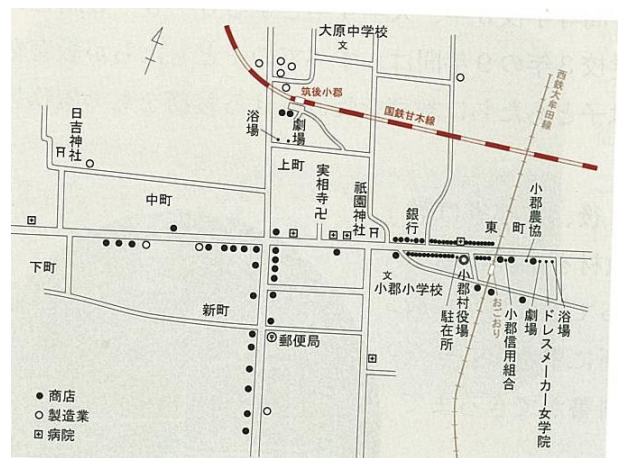 大原中学校
文
筑後小郡
国鉄甘木線
西鉄大牟田線
日吉神社
浴場
劇場
上町
実相寺
卍
祇園神社
銀行
東町
小郡農協
中町
下町
新町
文
小郡小学校
小郡村役場
駐在所
おごおり
小郡信用組合
劇場
ドレスメーカー女学院
浴場
郵便局
商店
製造業
病院